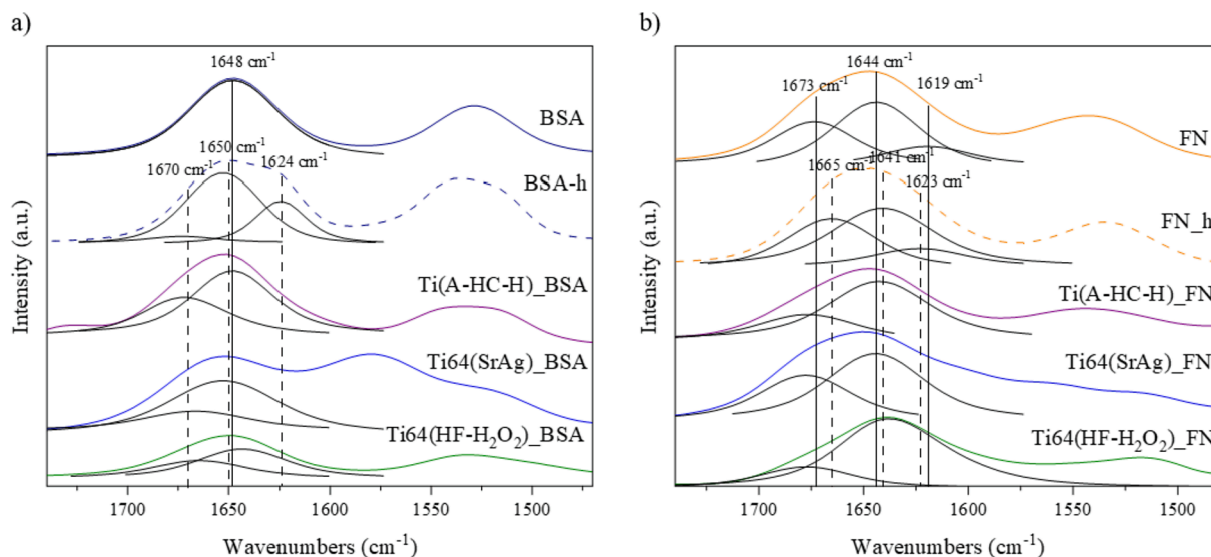 a)
1648 cm⁻¹
BSA
1650 cm⁻¹
1670 cm⁻¹
1624 cm⁻¹
BSA-h
Ti(A-HC-H)_BSA
Ti64(SrAg)_BSA
Ti64(HF-H₂O₂)_BSA
Intensity (a.u.)
1700
1650
1600
1550
1500
Wavenumbers (cm⁻¹)
b)
1644 cm⁻¹
1673 cm⁻¹
1619 cm⁻¹
FN
1641 cm⁻¹
1665 cm⁻¹
1623 cm⁻¹
FN_h
Ti(A-HC-H)_FN
Ti64(SrAg)_FN
Ti64(HF-H₂O₂)_FN
Intensity (a.u.)
1700
1650
1600
1550
1500
Wavenumbers (cm⁻¹)